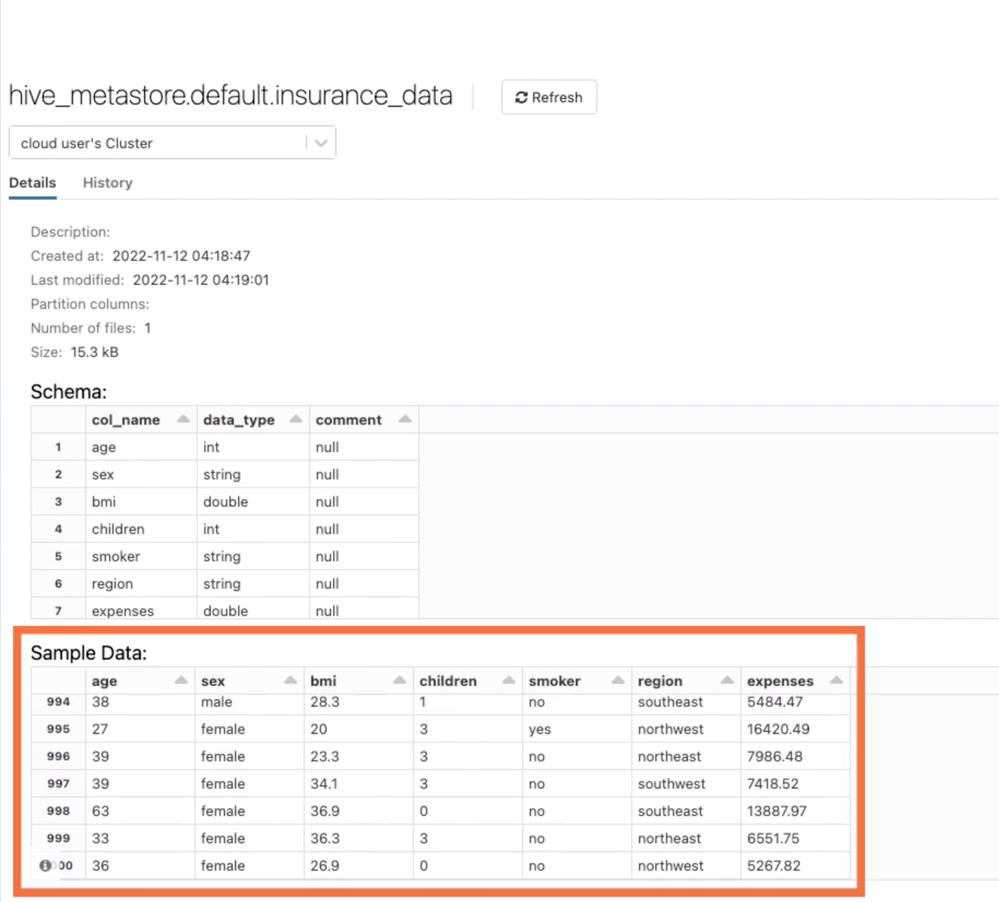 hive_metastore.default.insurance_data
Refresh
cloud user's Cluster
Details History
Description:
Created at: 2022-11-12 04:18:47
Last modified: 2022-11-12 04:19:01
Partition columns:
Number of files: 1
Size: 15.3 kB
Schema:
col_name data_type comment
1 age int null
2 sex string null
3 bmi double null
4 children int null
5 smoker string null
6 region string null
7 expenses double null
Sample Data:
age sex bmi children smoker region expenses
994 38 male 28.3 1 no southeast 5484.47
995 27 female 20 3 yes northwest 16420.49
996 39 female 23.3 3 no northeast 7986.48
997 39 female 34.1 3 no southwest 7418.52
998 63 female 36.9 0 no southeast 13887.97
999 33 female 36.3 3 no northeast 6551.75
36 female 26.9 0 no northwest 5267.82